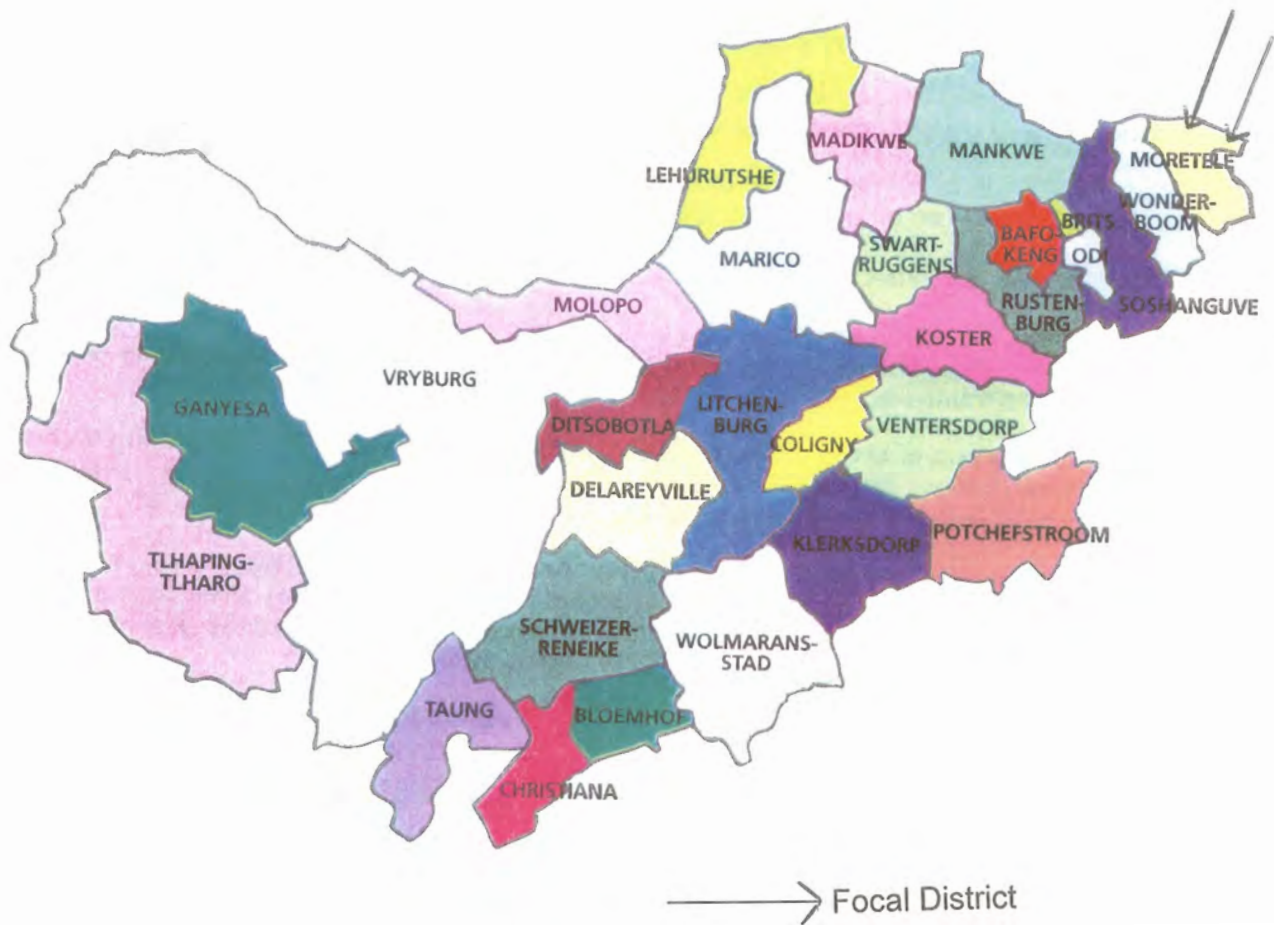 MADIKWE
MANKWE
MORETELE
LEHURUTSHE
WONDER-
BOOM
BRITS
BAFO-
KENG
ODI
SWART-
RUGGENS
MARICO
MOLOPO
RUSTEN-
BURG
SOSHANGUVE
KOSTER
VRYBURG
GANYESA
DITSOBOTLA
LITCHEN-
BURG
COLIGNY
VENTERSDORP
DELAREYVILLE
KLERKSDORP
POTCHEFSTROOM
TLHAPING-
TLHARO
SCHWEIZER-
RENEIKE
WOLMARANS-
STAD
TAUNG
BLOEMHOF
CHRISTIANA
Focal District